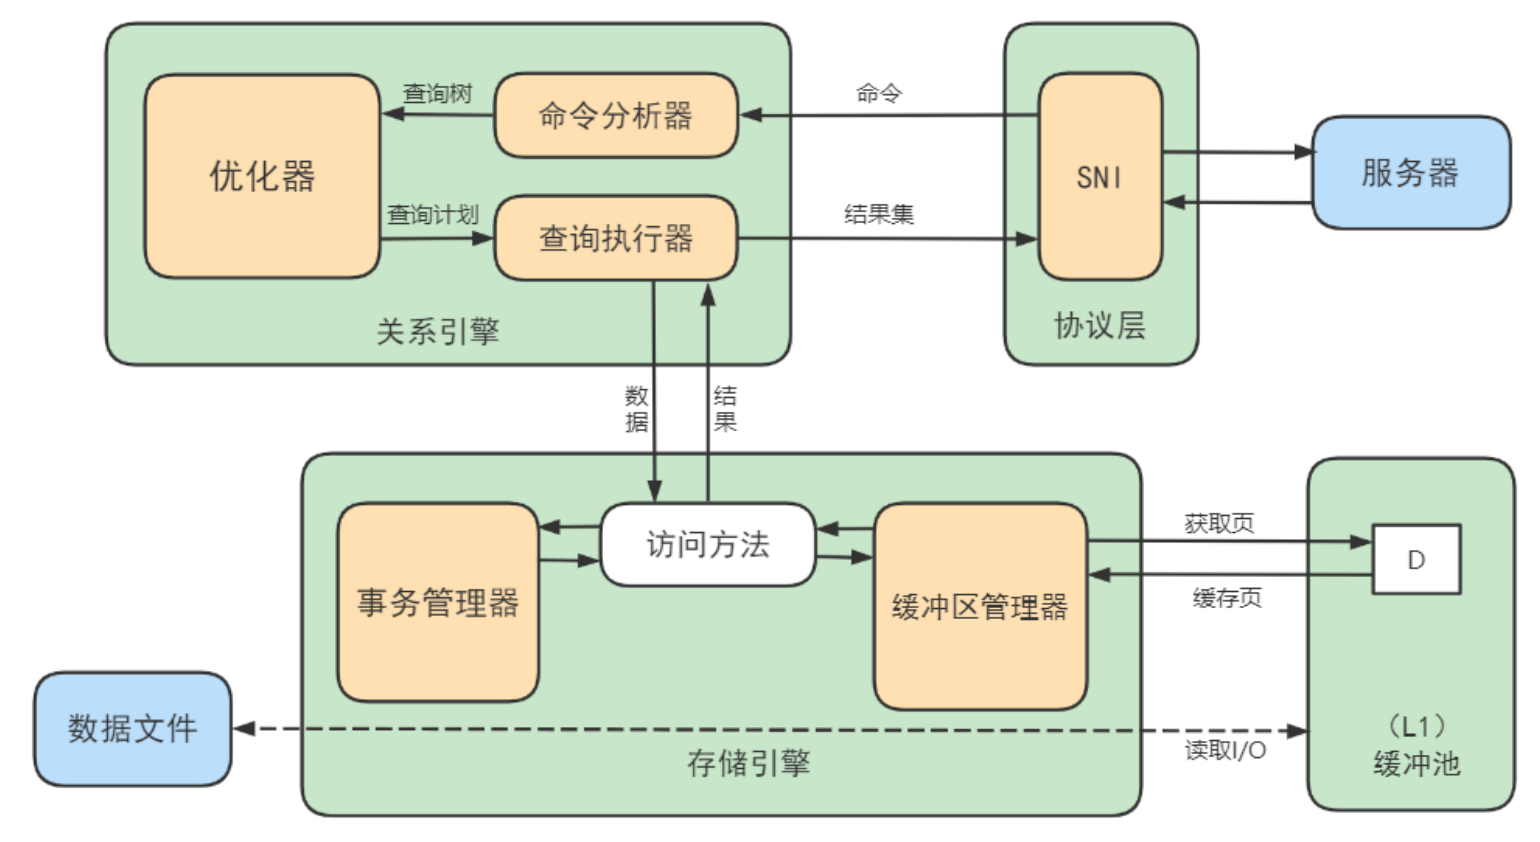 查询树
命令分析器
命令
优化器
SNI
服务器
查询计划
查询执行器
结果集
关系引擎
协议层
数据
结果
访问方法
获取页
D
事务管理器
缓冲区管理器
缓存页
数据文件
存储引擎
读取I/O
（L1）
缓冲池